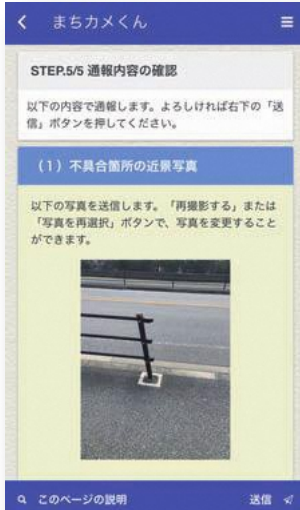 まちカメくん
STEP.5/5 通報内容の確認
以下の内容で通報します。よろしければ右下の「送
信」ボタンを押してください。
（1）不具合箇所の近景写真
以下の写真を送信します。「再撮影する」または
「写真を再選択」ボタンで、写真を変更すること
ができます。
このページの説明
送信